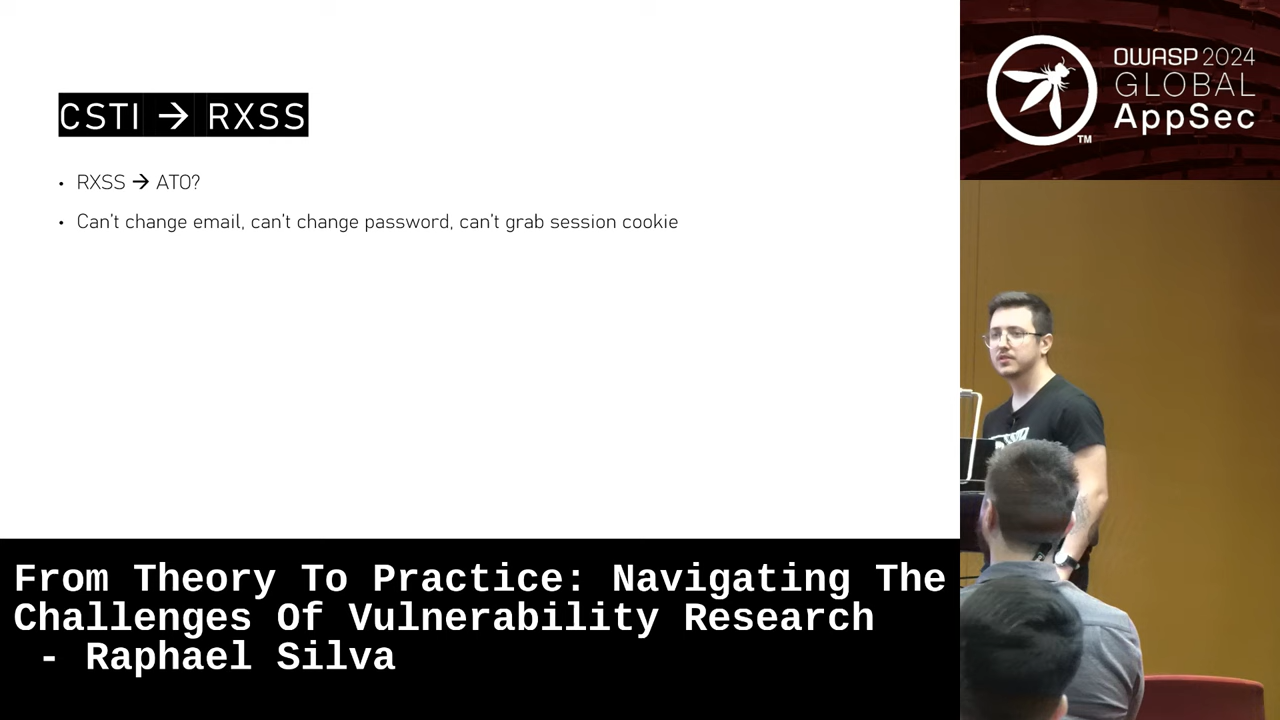 CSTI → RXSS
• RXSS → ATO?
• Can't change email, can't change password, can't grab session cookie
OWASP 2024
GLOBAL
AppSec
TM
From Theory To Practice: Navigating The
Challenges Of Vulnerability Research
- Raphael Silva